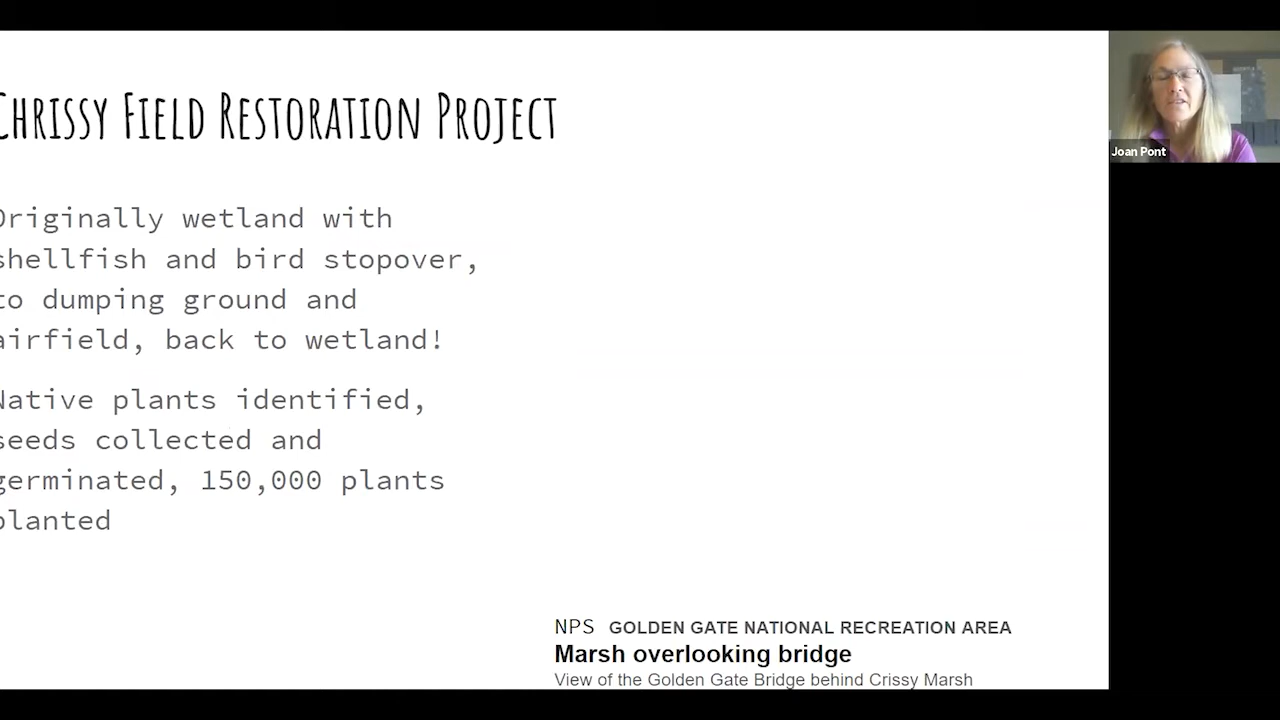 CHRISSY FIELD RESTORATION PROJECT
Originally wetland with
shellfish and bird stopover,
to dumping ground and
airfield, back to wetland!
Native plants identified,
seeds collected and
germinated, 150,000 plants
planted
NPS GOLDEN GATE NATIONAL RECREATION AREA
Marsh overlooking bridge
View of the Golden Gate Bridge behind Crissy Marsh
Joan Pont